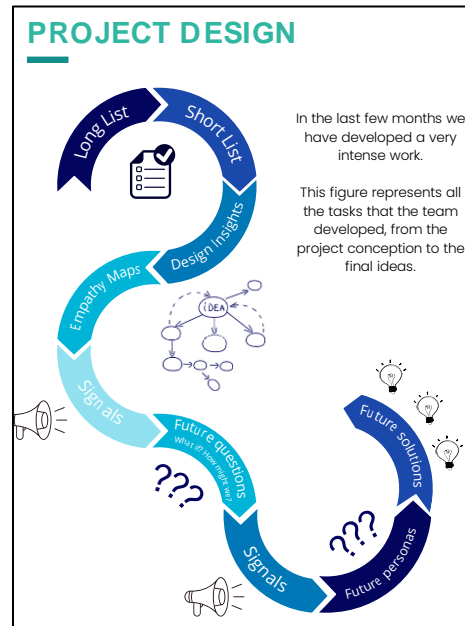 PROJECT DESIGN
In the last few months we
have developed a very
intense work.
This figure represents all
the tasks that the team
developed, from the
project conception to the
final ideas.
Long List
Short List
Design Insights
Empathy Maps
iDEA
Signals
Future questions
What if? How might we?
???
Signals
Future personas
???
Future solutions